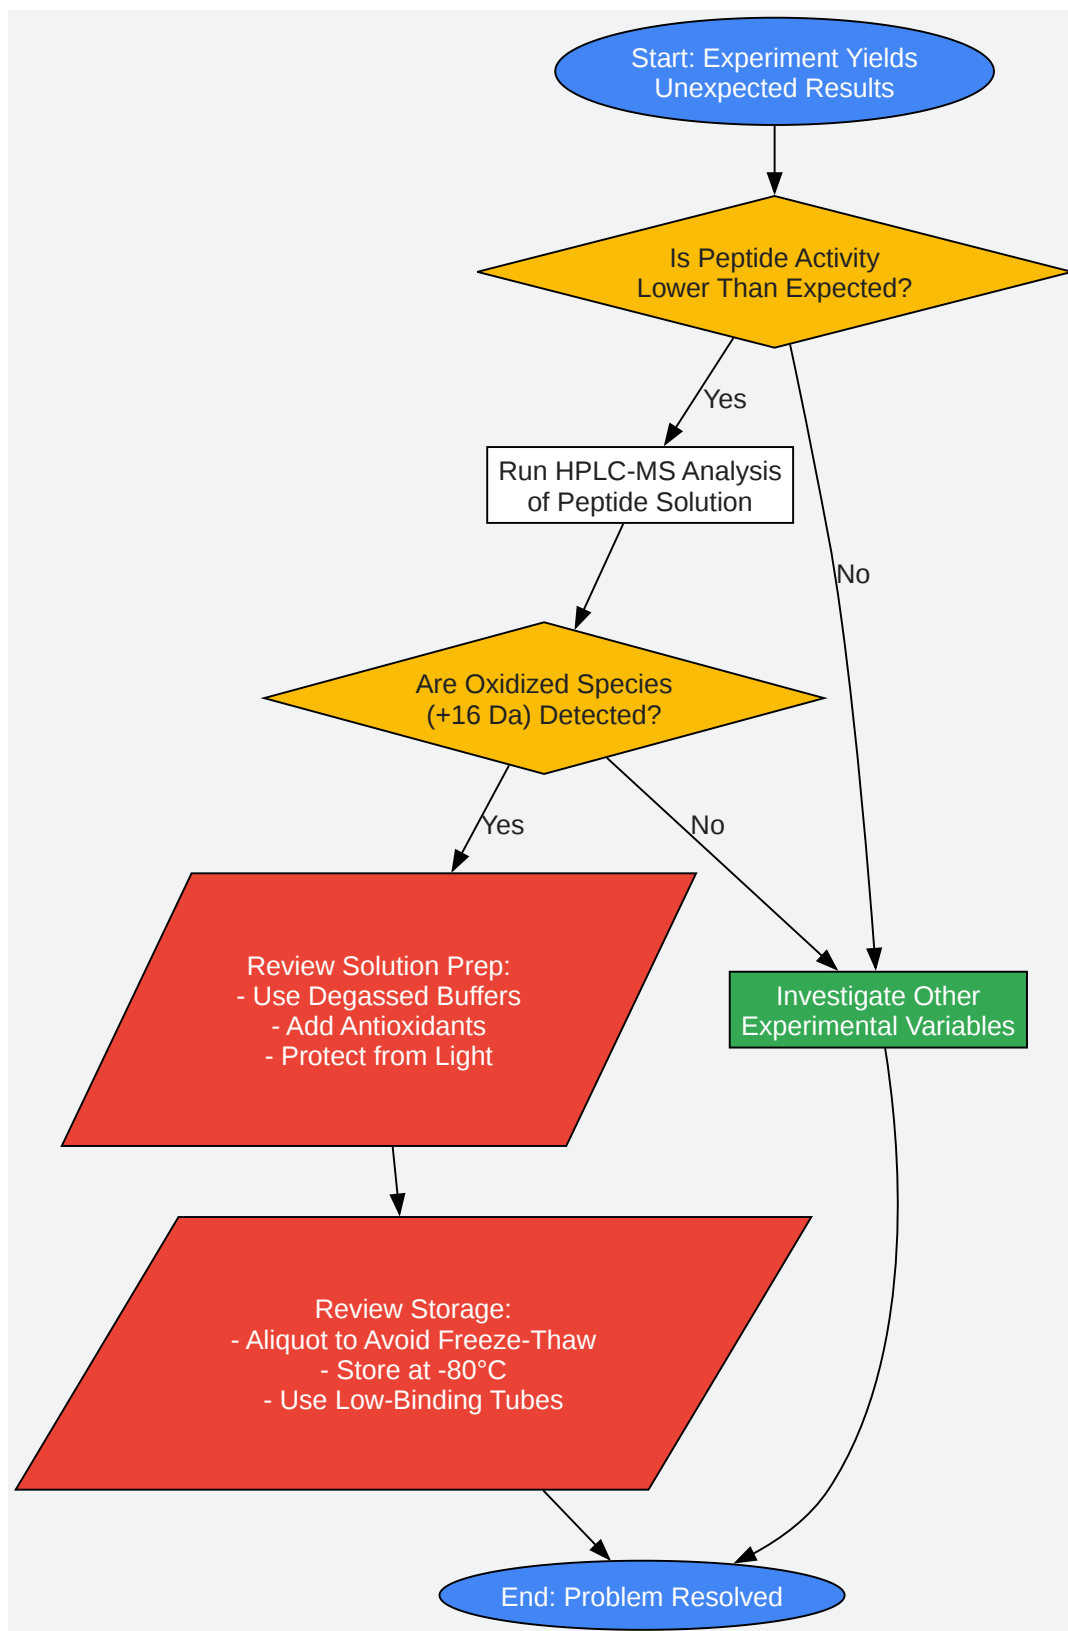 Start: Experiment Yields
Unexpected Results
Is Peptide Activity
Lower Than Expected?
Yes
Run HPLC-MS Analysis
of Peptide Solution
No
Are Oxidized Species
(+16 Da) Detected?
Yes
No
Review Solution Prep:
- Use Degassed Buffers
- Add Antioxidants
- Protect from Light
Investigate Other
Experimental Variables
Review Storage:
- Aliquot to Avoid Freeze-Thaw
- Store at -80°C
- Use Low-Binding Tubes
End: Problem Resolved